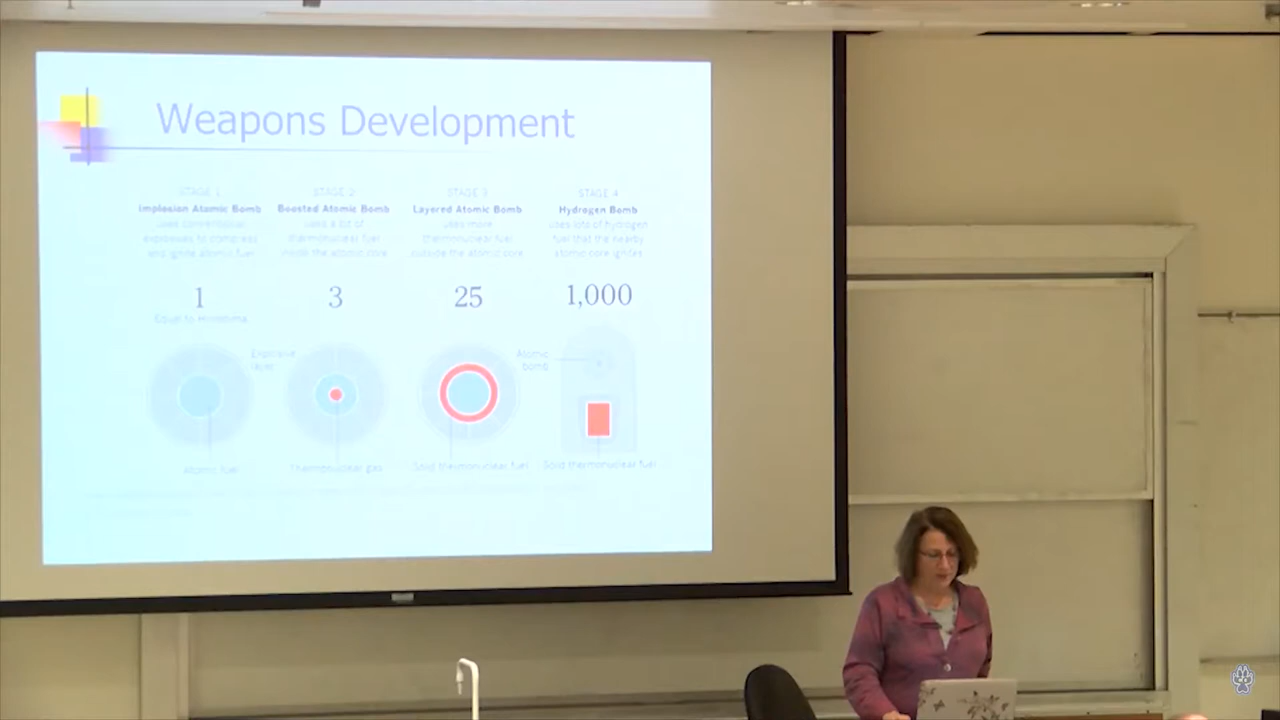 Weapons Development
STAGE 1
Implosion Atomic Bomb
uses conventional
explosives to compress
and ignite atomic fuel
STAGE 2
Boosted Atomic Bomb
uses a bit of
thermonuclear fuel
inside the atomic core
STAGE 3
Layered Atomic Bomb
uses more
thermonuclear fuel
outside the atomic core
STAGE 4
Hydrogen Bomb
uses lots of hydrogen
fuel that the nearby
atomic core ignites
1
Equal to Hiroshima
3
25
1,000
Explosive
layer
Atomic
bomb
Atomic fuel
Thermonuclear gas
Solid thermonuclear fuel
Solid thermonuclear fuel